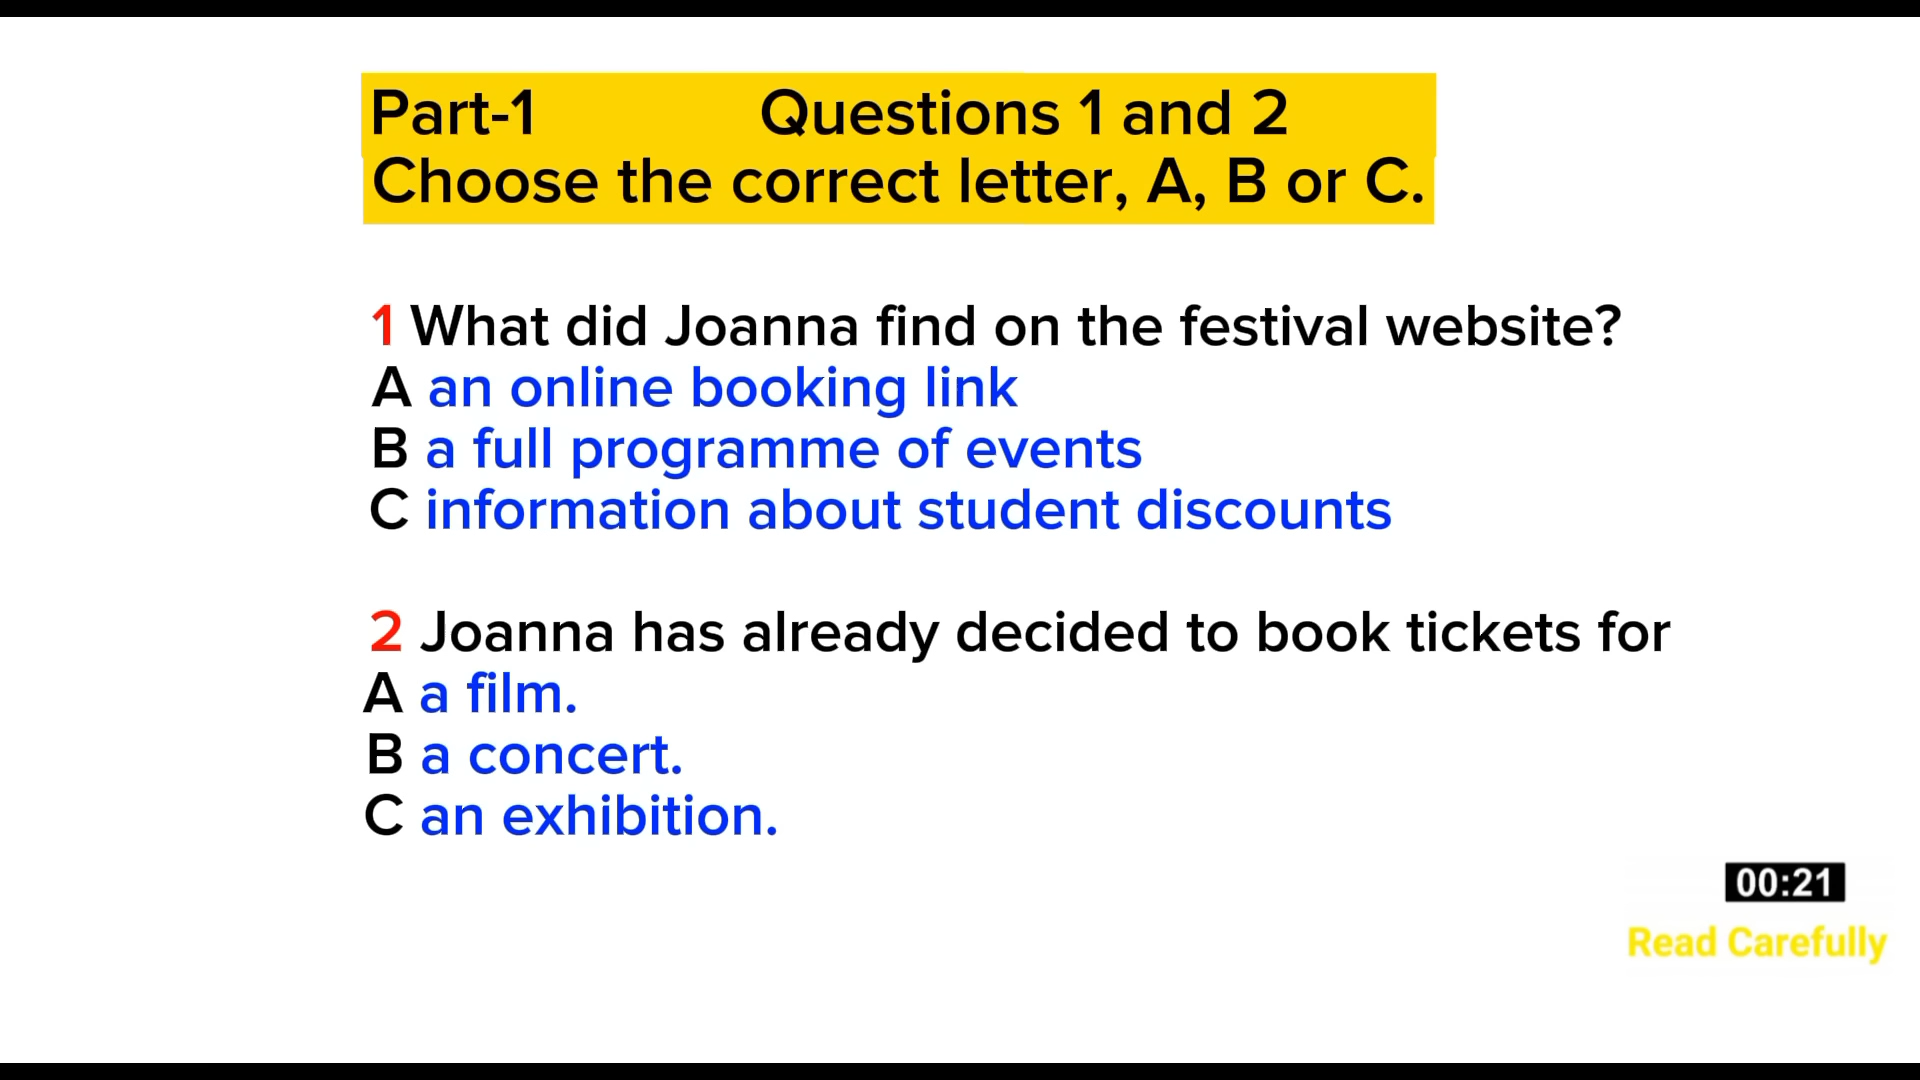 Part-1 Questions 1 and 2
Choose the correct letter, A, B or C.
1 What did Joanna find on the festival website?
A an online booking link
B a full programme of events
C information about student discounts
2 Joanna has already decided to book tickets for
A a film.
B a concert.
C an exhibition.
00:21
Read Carefully